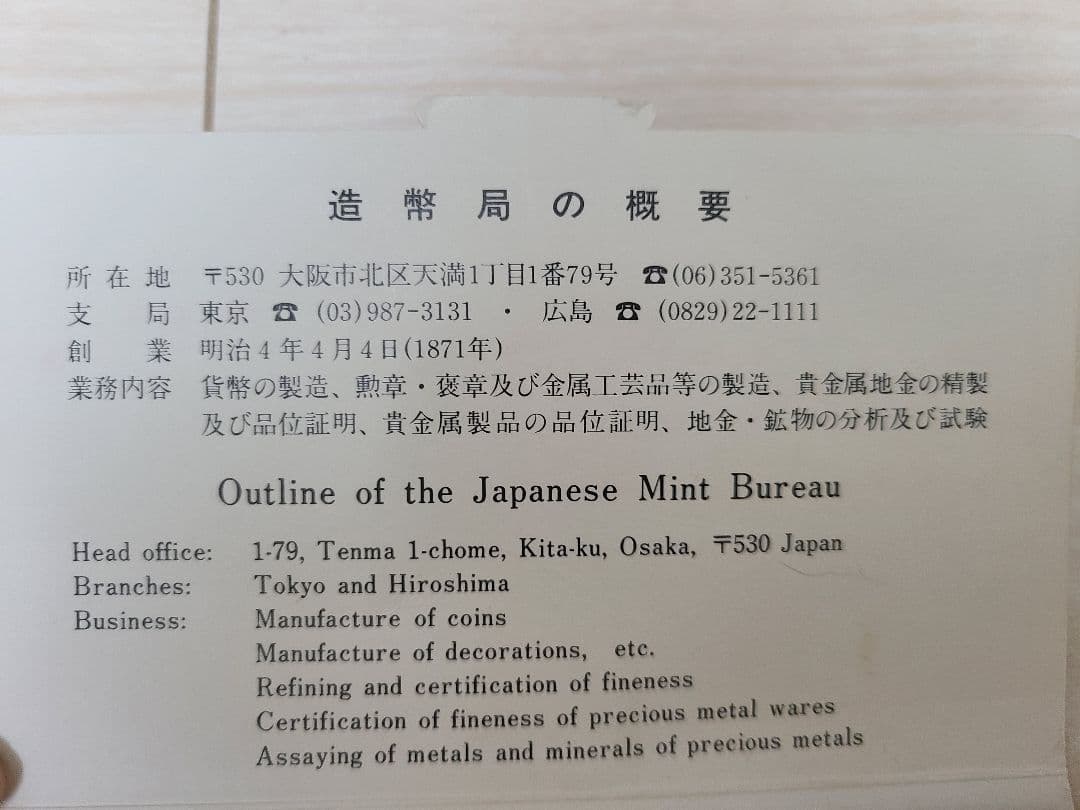 造幣局の概要
所在地 〒530 大阪市北区天満1丁目1番79号 ☎(06)351-5361
支局 東京 ☎ (03)987-3131 ・ 広島 ☎ (0829)22-1111
創業 明治4年4月4日(1871年)
業務内容 貨幣の製造、勲章・褒章及び金属工芸品等の製造、貴金属地金の精製
及び品位証明、貴金属製品の品位証明、地金・鉱物の分析及び試験
Outline of the Japanese Mint Bureau
Head office: 1-79, Tenma 1-chome, Kita-ku, Osaka, 〒530 Japan
Branches: Tokyo and Hiroshima
Business: Manufacture of coins
Manufacture of decorations, etc.
Refining and certification of fineness
Certification of fineness of precious metal wares
Assaying of metals and minerals of precious metals